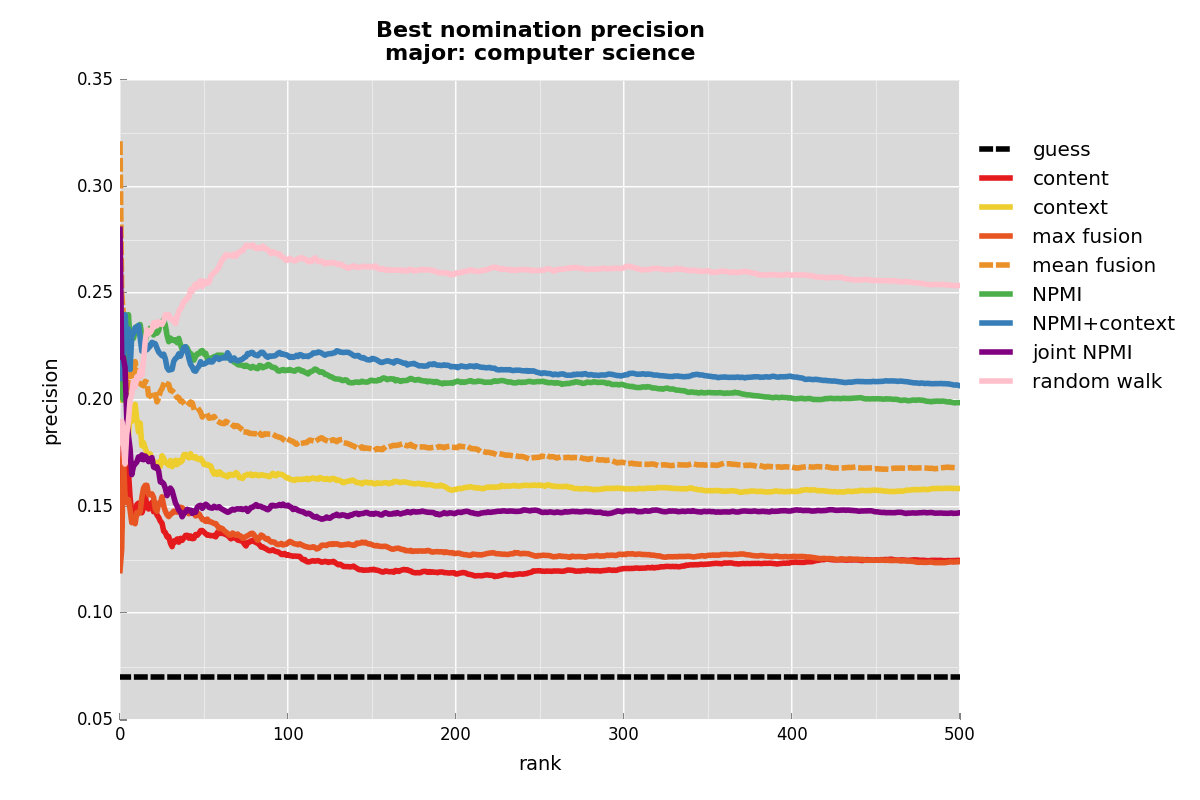 Best nomination precision
major: computer science
precision
0.35
0.30
0.25
0.20
0.15
0.10
0.05
0
100
200
300
400
500
rank
guess
content
context
max fusion
mean fusion
NPMI
NPMI+context
joint NPMI
random walk